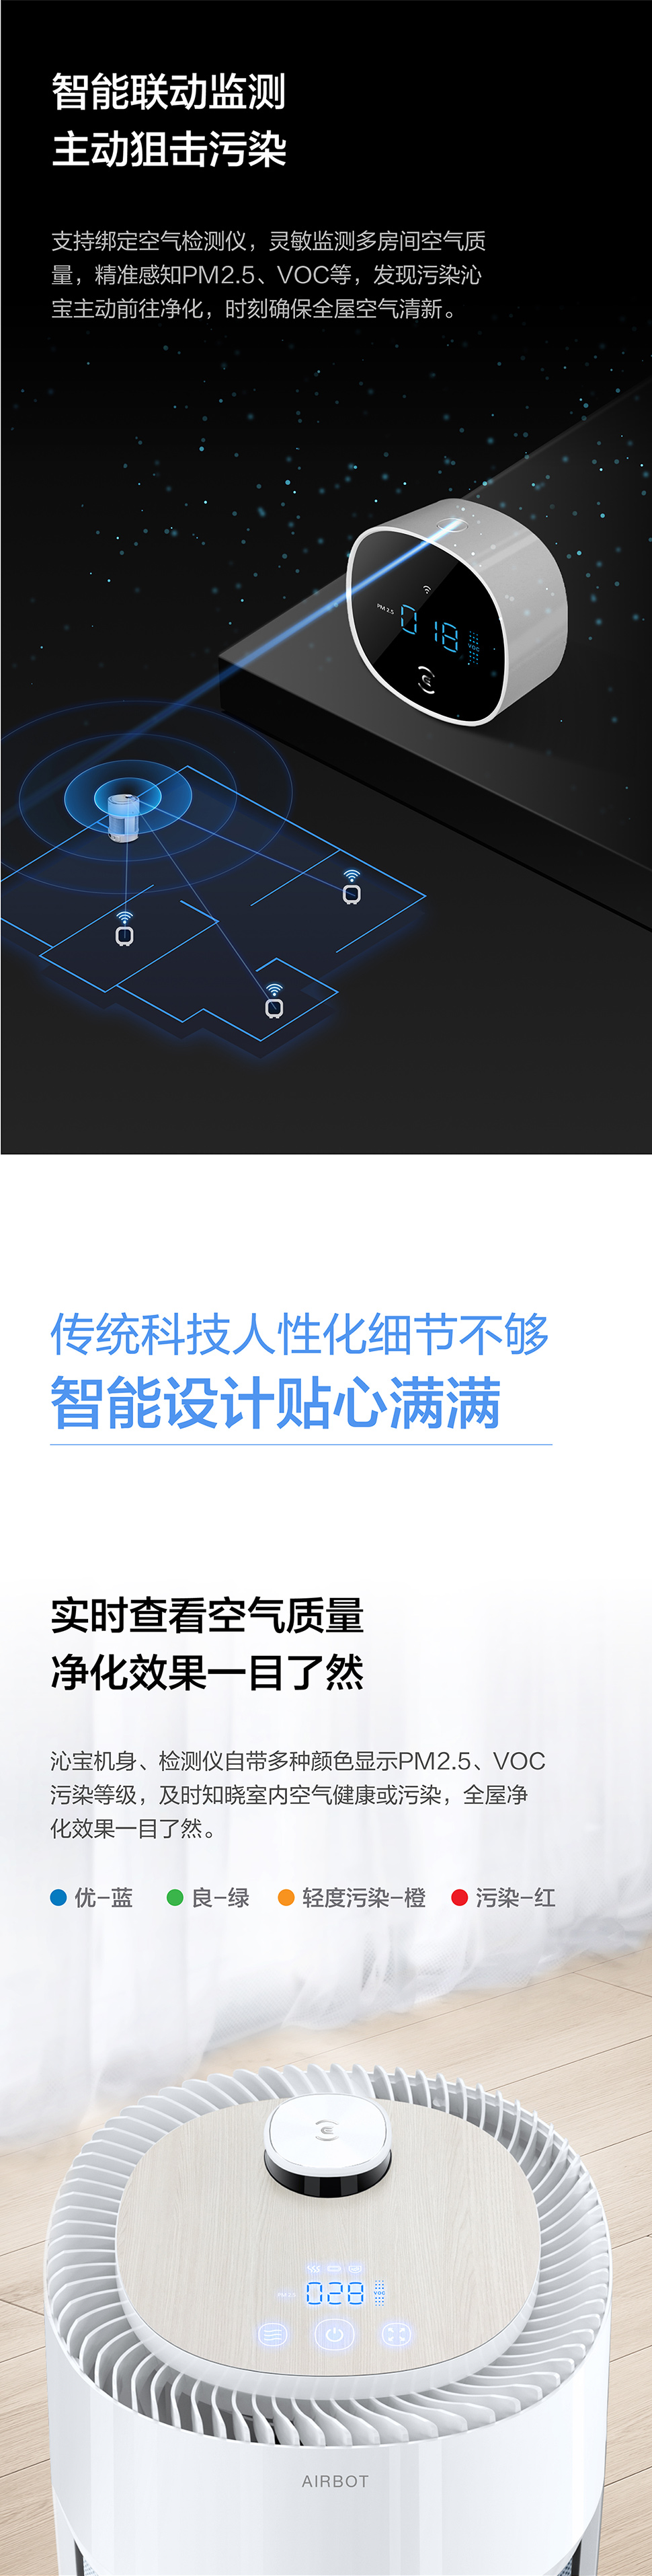 智能联动监测
主动狙击污染
支持绑定空气检测仪，灵敏监测多房间空气质
量，精准感知PM2.5、VOC等，发现污染沁
宝主动前往净化，时刻确保全屋空气清新。
PM 2.5
018
VOC
传统科技人性化细节不够
智能设计贴心满满
实时查看空气质量
净化效果一目了然
沁宝机身、检测仪自带多种颜色显示PM2.5、VOC
污染等级，及时知晓室内空气健康或污染，全屋净
化效果一目了然。
优-蓝 良-绿 轻度污染-橙 污染-红
PM 2.5 028 VOC
AIRBOT